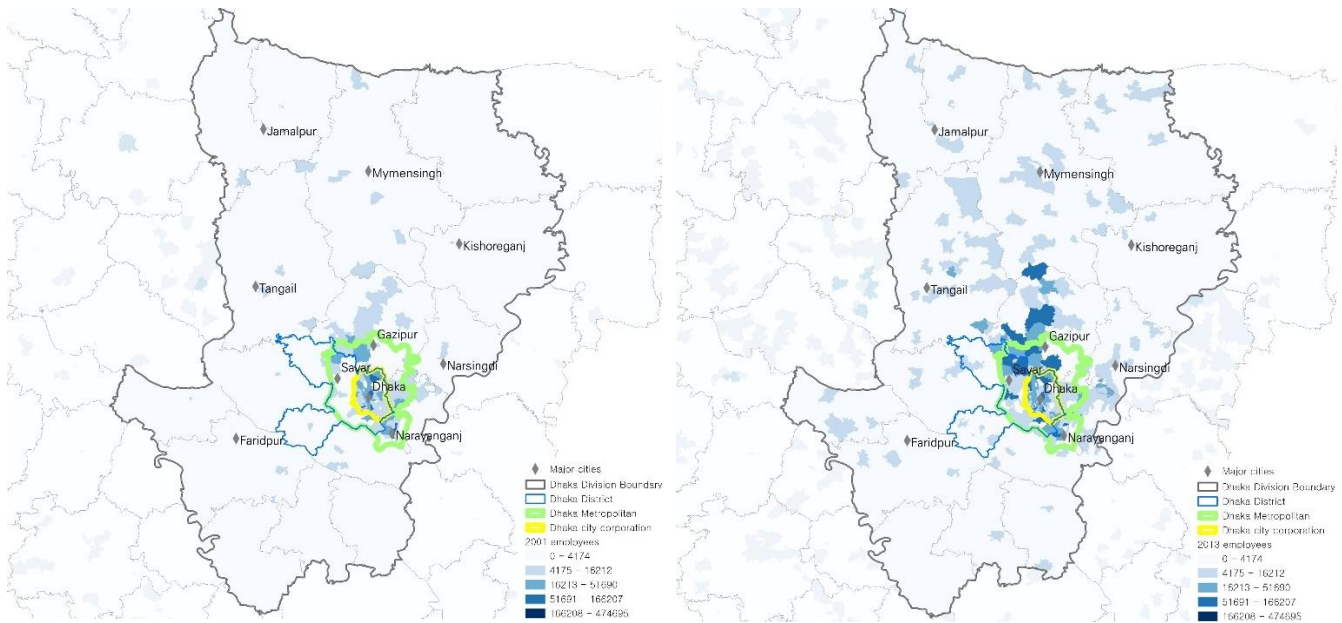 Jamalpur
Mymensingh
Kishoreganj
Tangail
Gazipur
Narsingdi
Savar
Dhaka
Narayanganj
Faridpur
Major cities
Dhaka Division Boundary
Dhaka District
Dhaka Metropolitan
Dhaka city corporation
2001 employees
0 - 4174
4175 - 16212
16213 - 51690
51691 - 166207
166208 - 474695
Jamalpur
Mymensingh
Kishoreganj
Tangail
Gazipur
Narsingdi
Savar
Dhaka
Narayanganj
Faridpur
Major cities
Dhaka Division Boundary
Dhaka District
Dhaka Metropolitan
Dhaka city corporation
2013 employees
0 - 4174
4175 - 16212
16213 - 51690
51691 - 166207
166208 - 474695